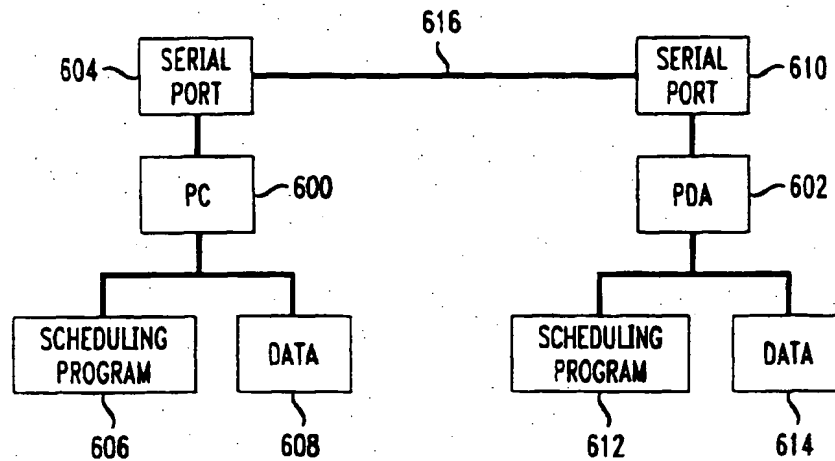 616
604
SERIAL
PORT
SERIAL
PORT
610
PC
600
PDA
602
SCHEDULING
PROGRAM
DATA
SCHEDULING
PROGRAM
DATA
606
608
612
614